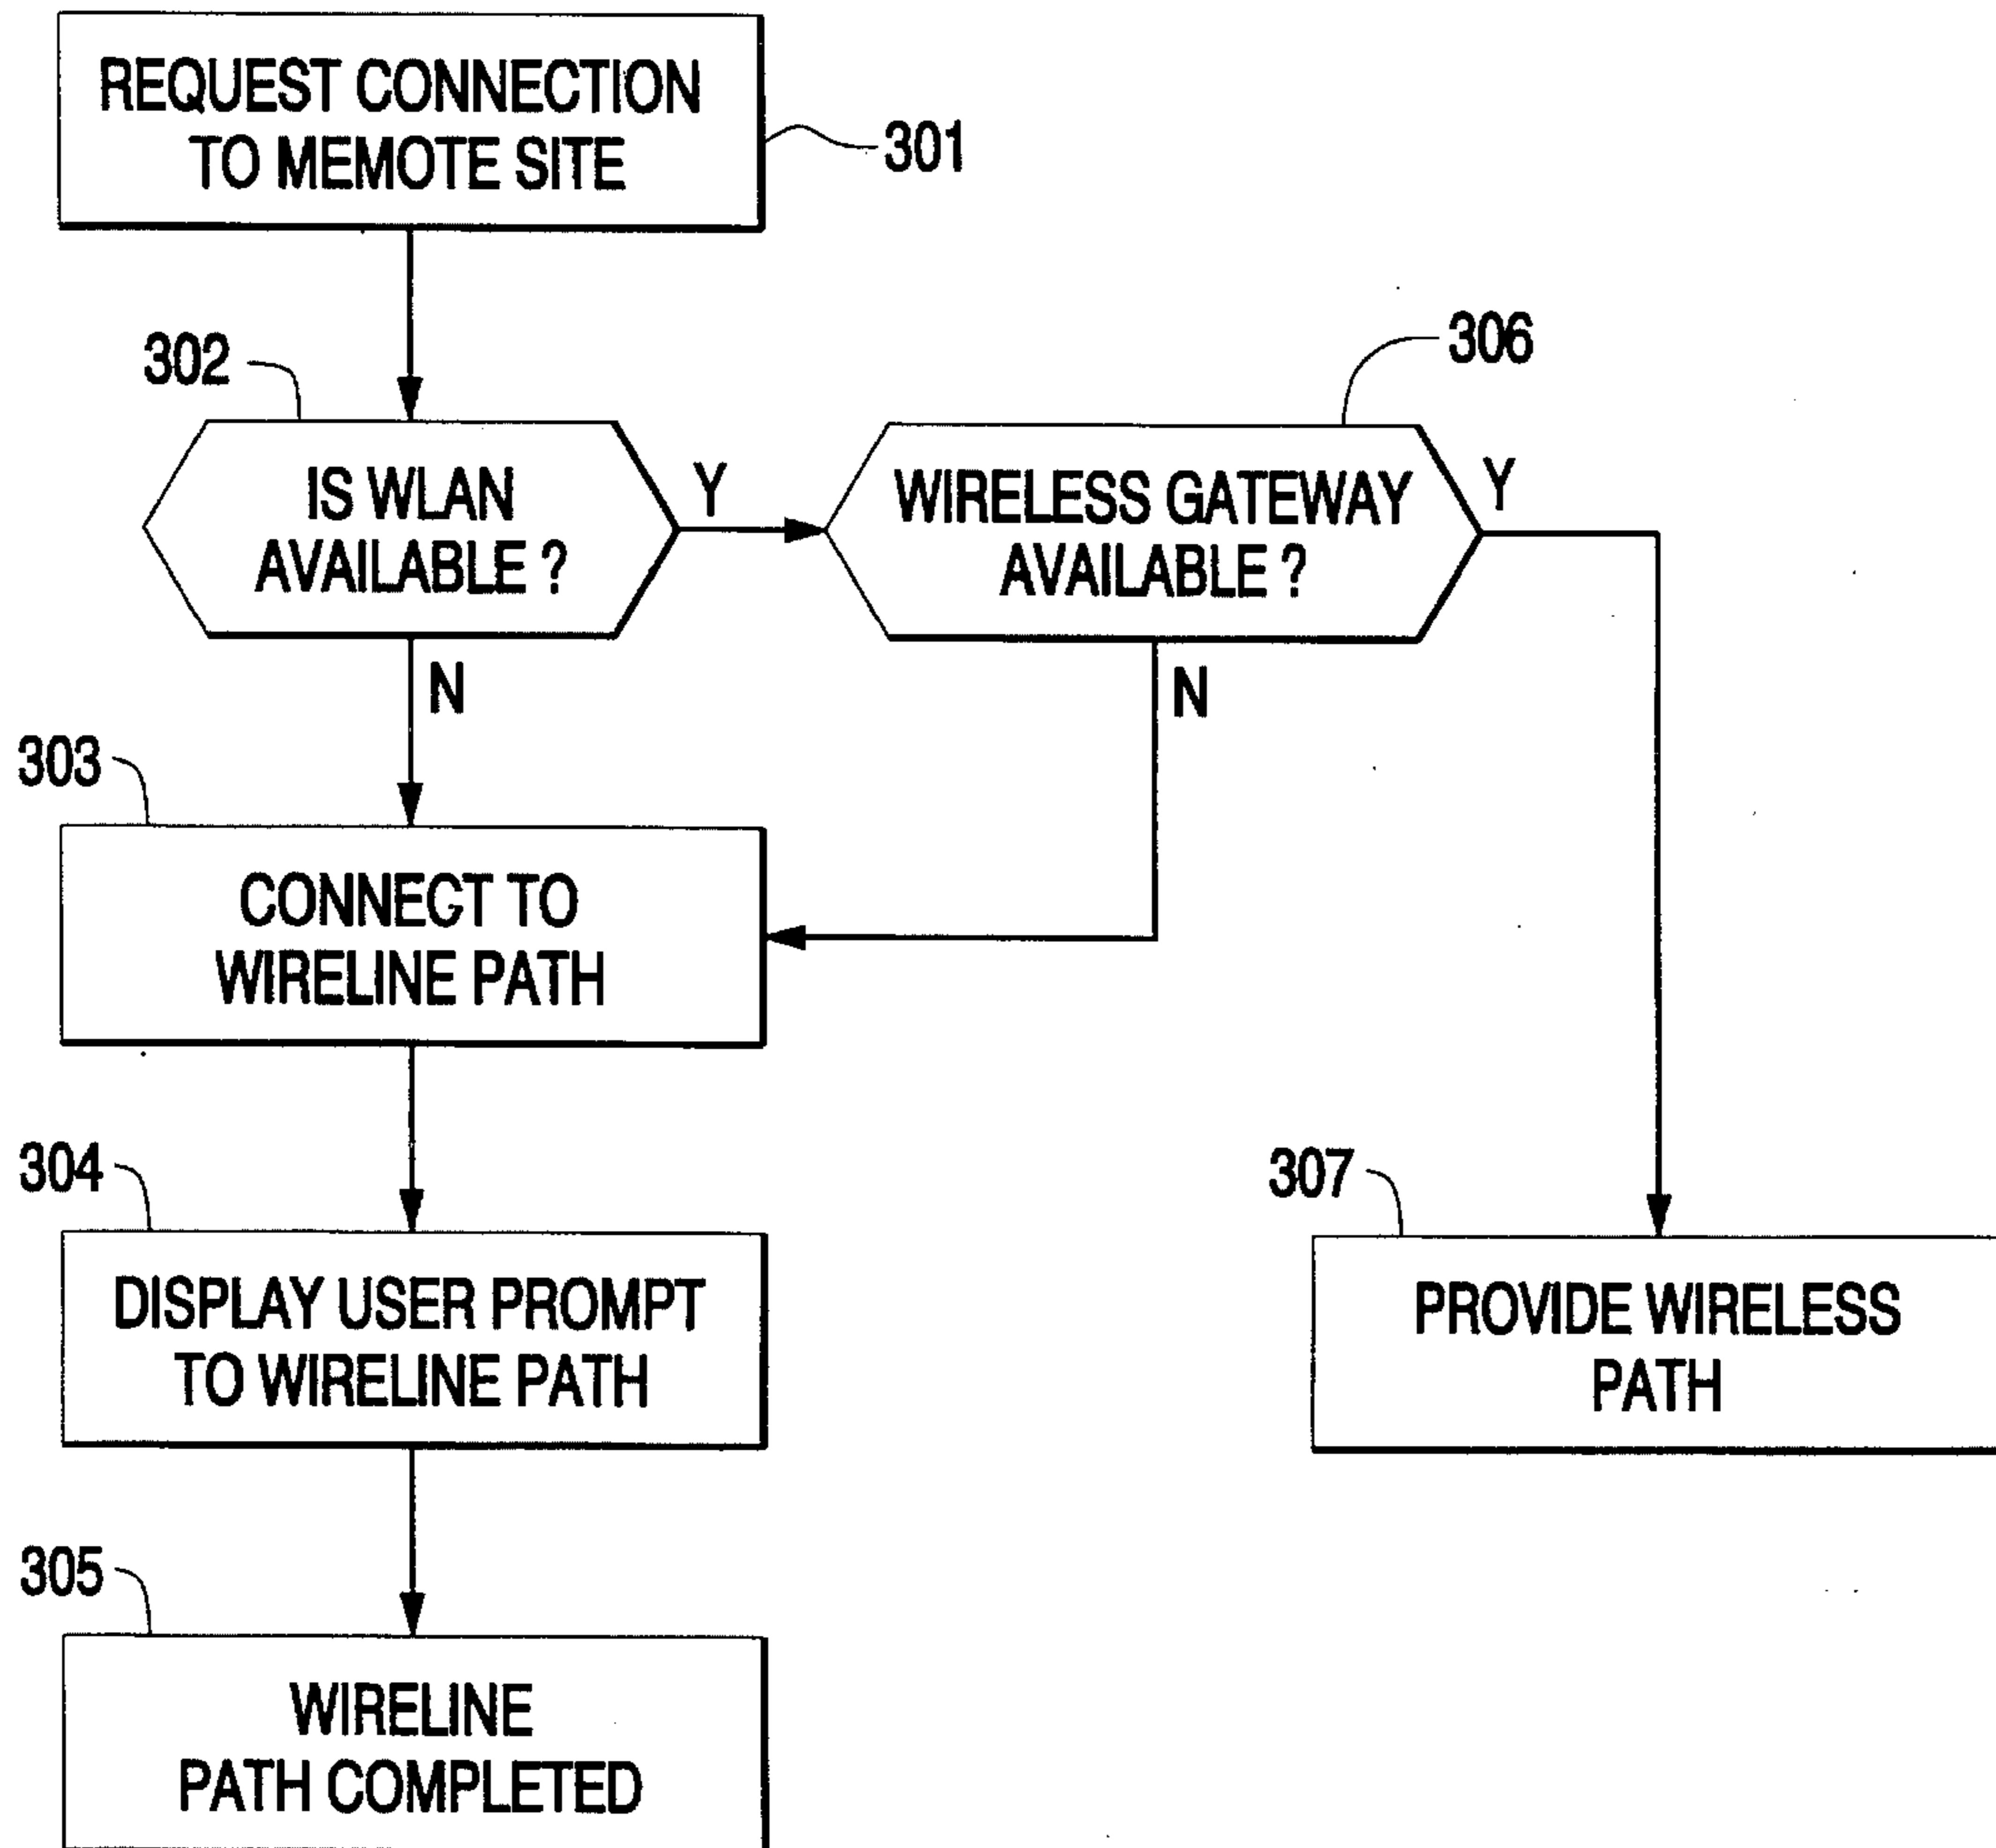 REQUEST CONNECTION
TO MEMOTE SITE
301
302
306
IS WLAN
AVAILABLE ?
Y
WIRELESS GATEWAY
AVAILABLE ?
Y
N
N
303
CONNECT TO
WIRELINE PATH
304
DISPLAY USER PROMPT
TO WIRELINE PATH
307
PROVIDE WIRELESS
PATH
305
WIRELINE
PATH COMPLETED